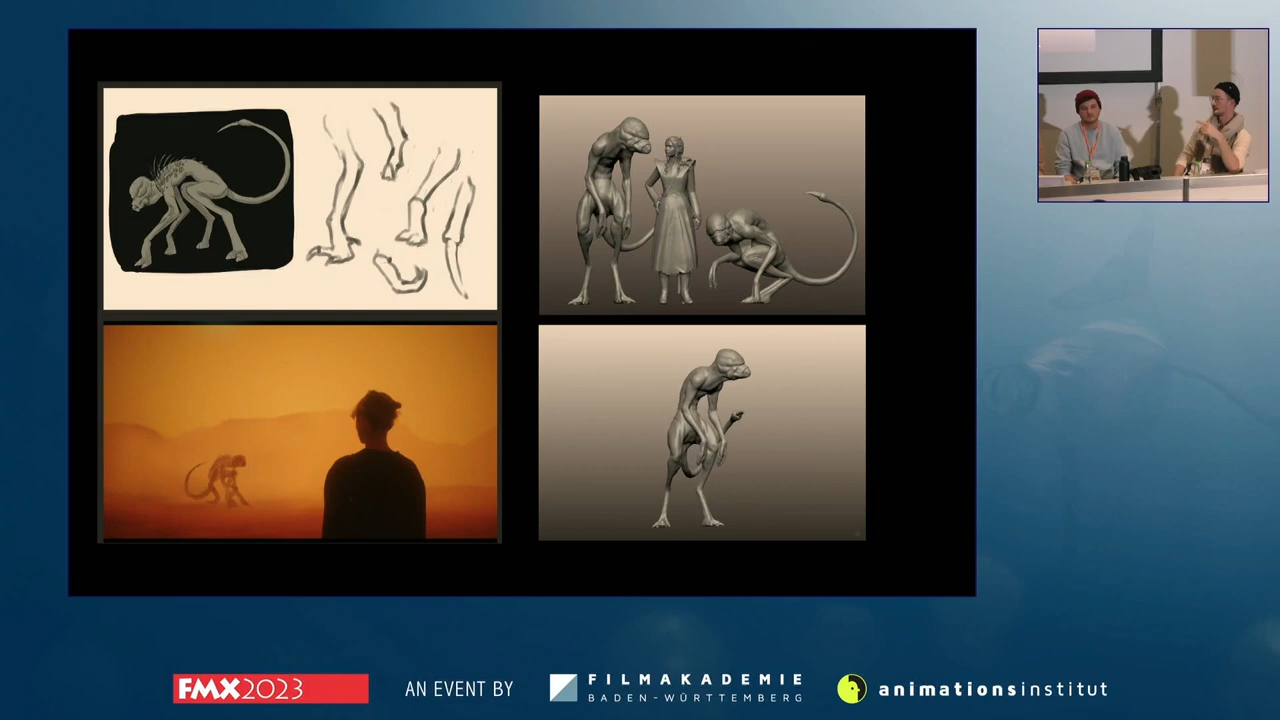 FMX2023
AN EVENT BY
FILMAKADEMIE
BADEN-WÜRTTEMBERG
animationsinstitut